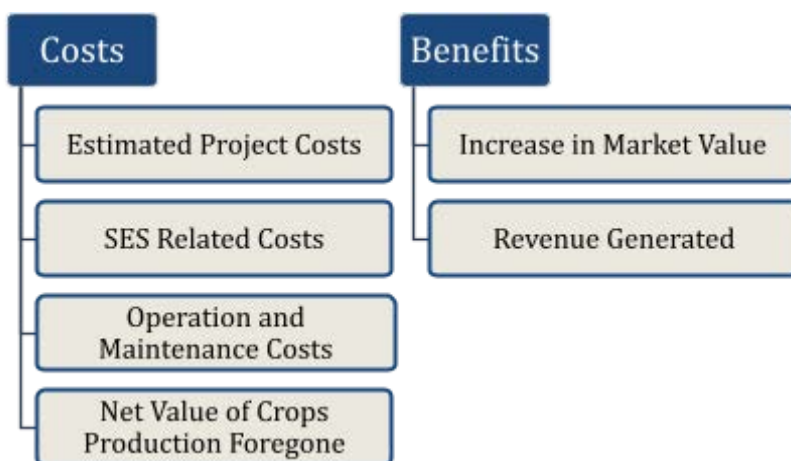 Costs
Estimated Project Costs
SES Related Costs
Operation and
Maintenance Costs
Net Value of Crops
Production Foregone
Benefits
Increase in Market Value
Revenue Generated